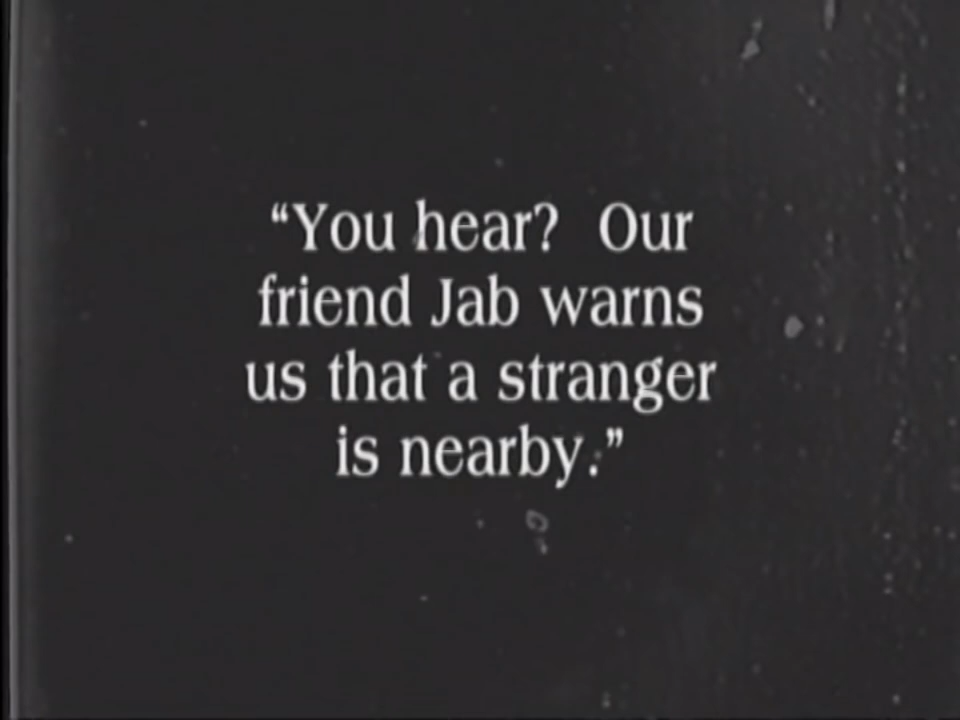 “You hear?  Our
friend Jab warns
us that a stranger
is nearby.”